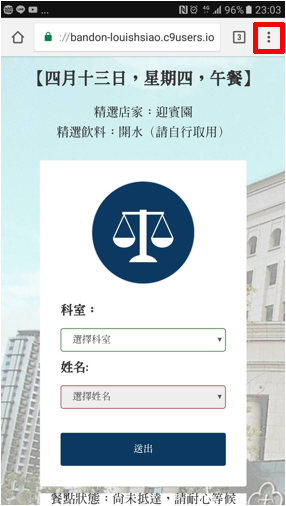 96% 23:03
://bandon-louishsiao.c9users.io 3
【四月十三日，星期四，午餐】
精選店家：迎賓園
精選飲料：開水（請自行取用）
科室：
選擇科室
姓名:
選擇姓名
送出
餐點狀態：尚未抵達，請耐心等候